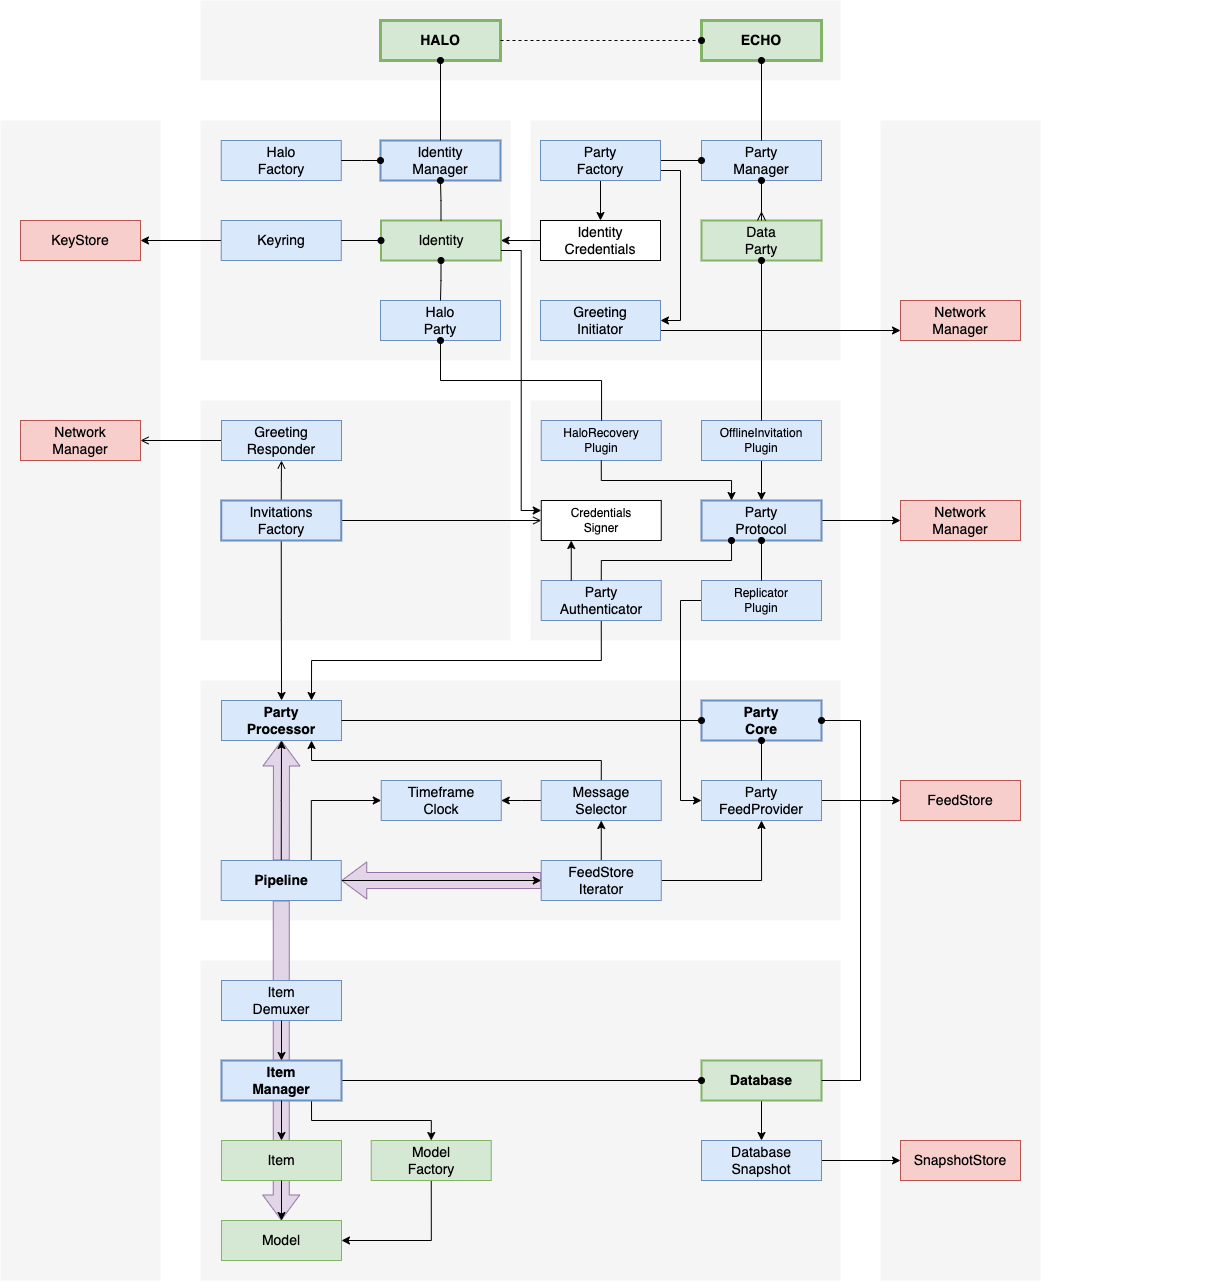 HALO
ECHO
Halo
Factory
Identity
Manager
Party
Factory
Party
Manager
KeyStore
Keyring
Identity
Identity
Credentials
Data
Party
Halo
Party
Greeting
Initiator
Network
Manager
Network
Manager
Greeting
Responder
HaloRecovery
Plugin
OfflineInvitation
Plugin
Invitations
Factory
Credentials
Signer
Party
Protocol
Network
Manager
Party
Authenticator
Replicator
Plugin
Party
Processor
Party
Core
Timeframe
Clock
Message
Selector
Party
FeedProvider
FeedStore
Pipeline
FeedStore
Iterator
Item
Demuxer
Item
Manager
Database
Item
Model
Factory
Database
Snapshot
SnapshotStore
Model